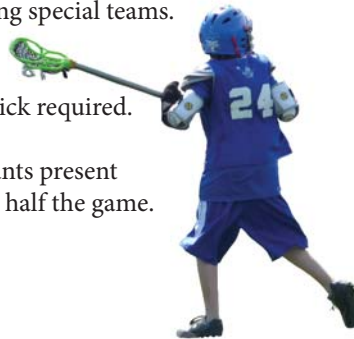 ng special teams.
ick required.
24
nts present
half the game.